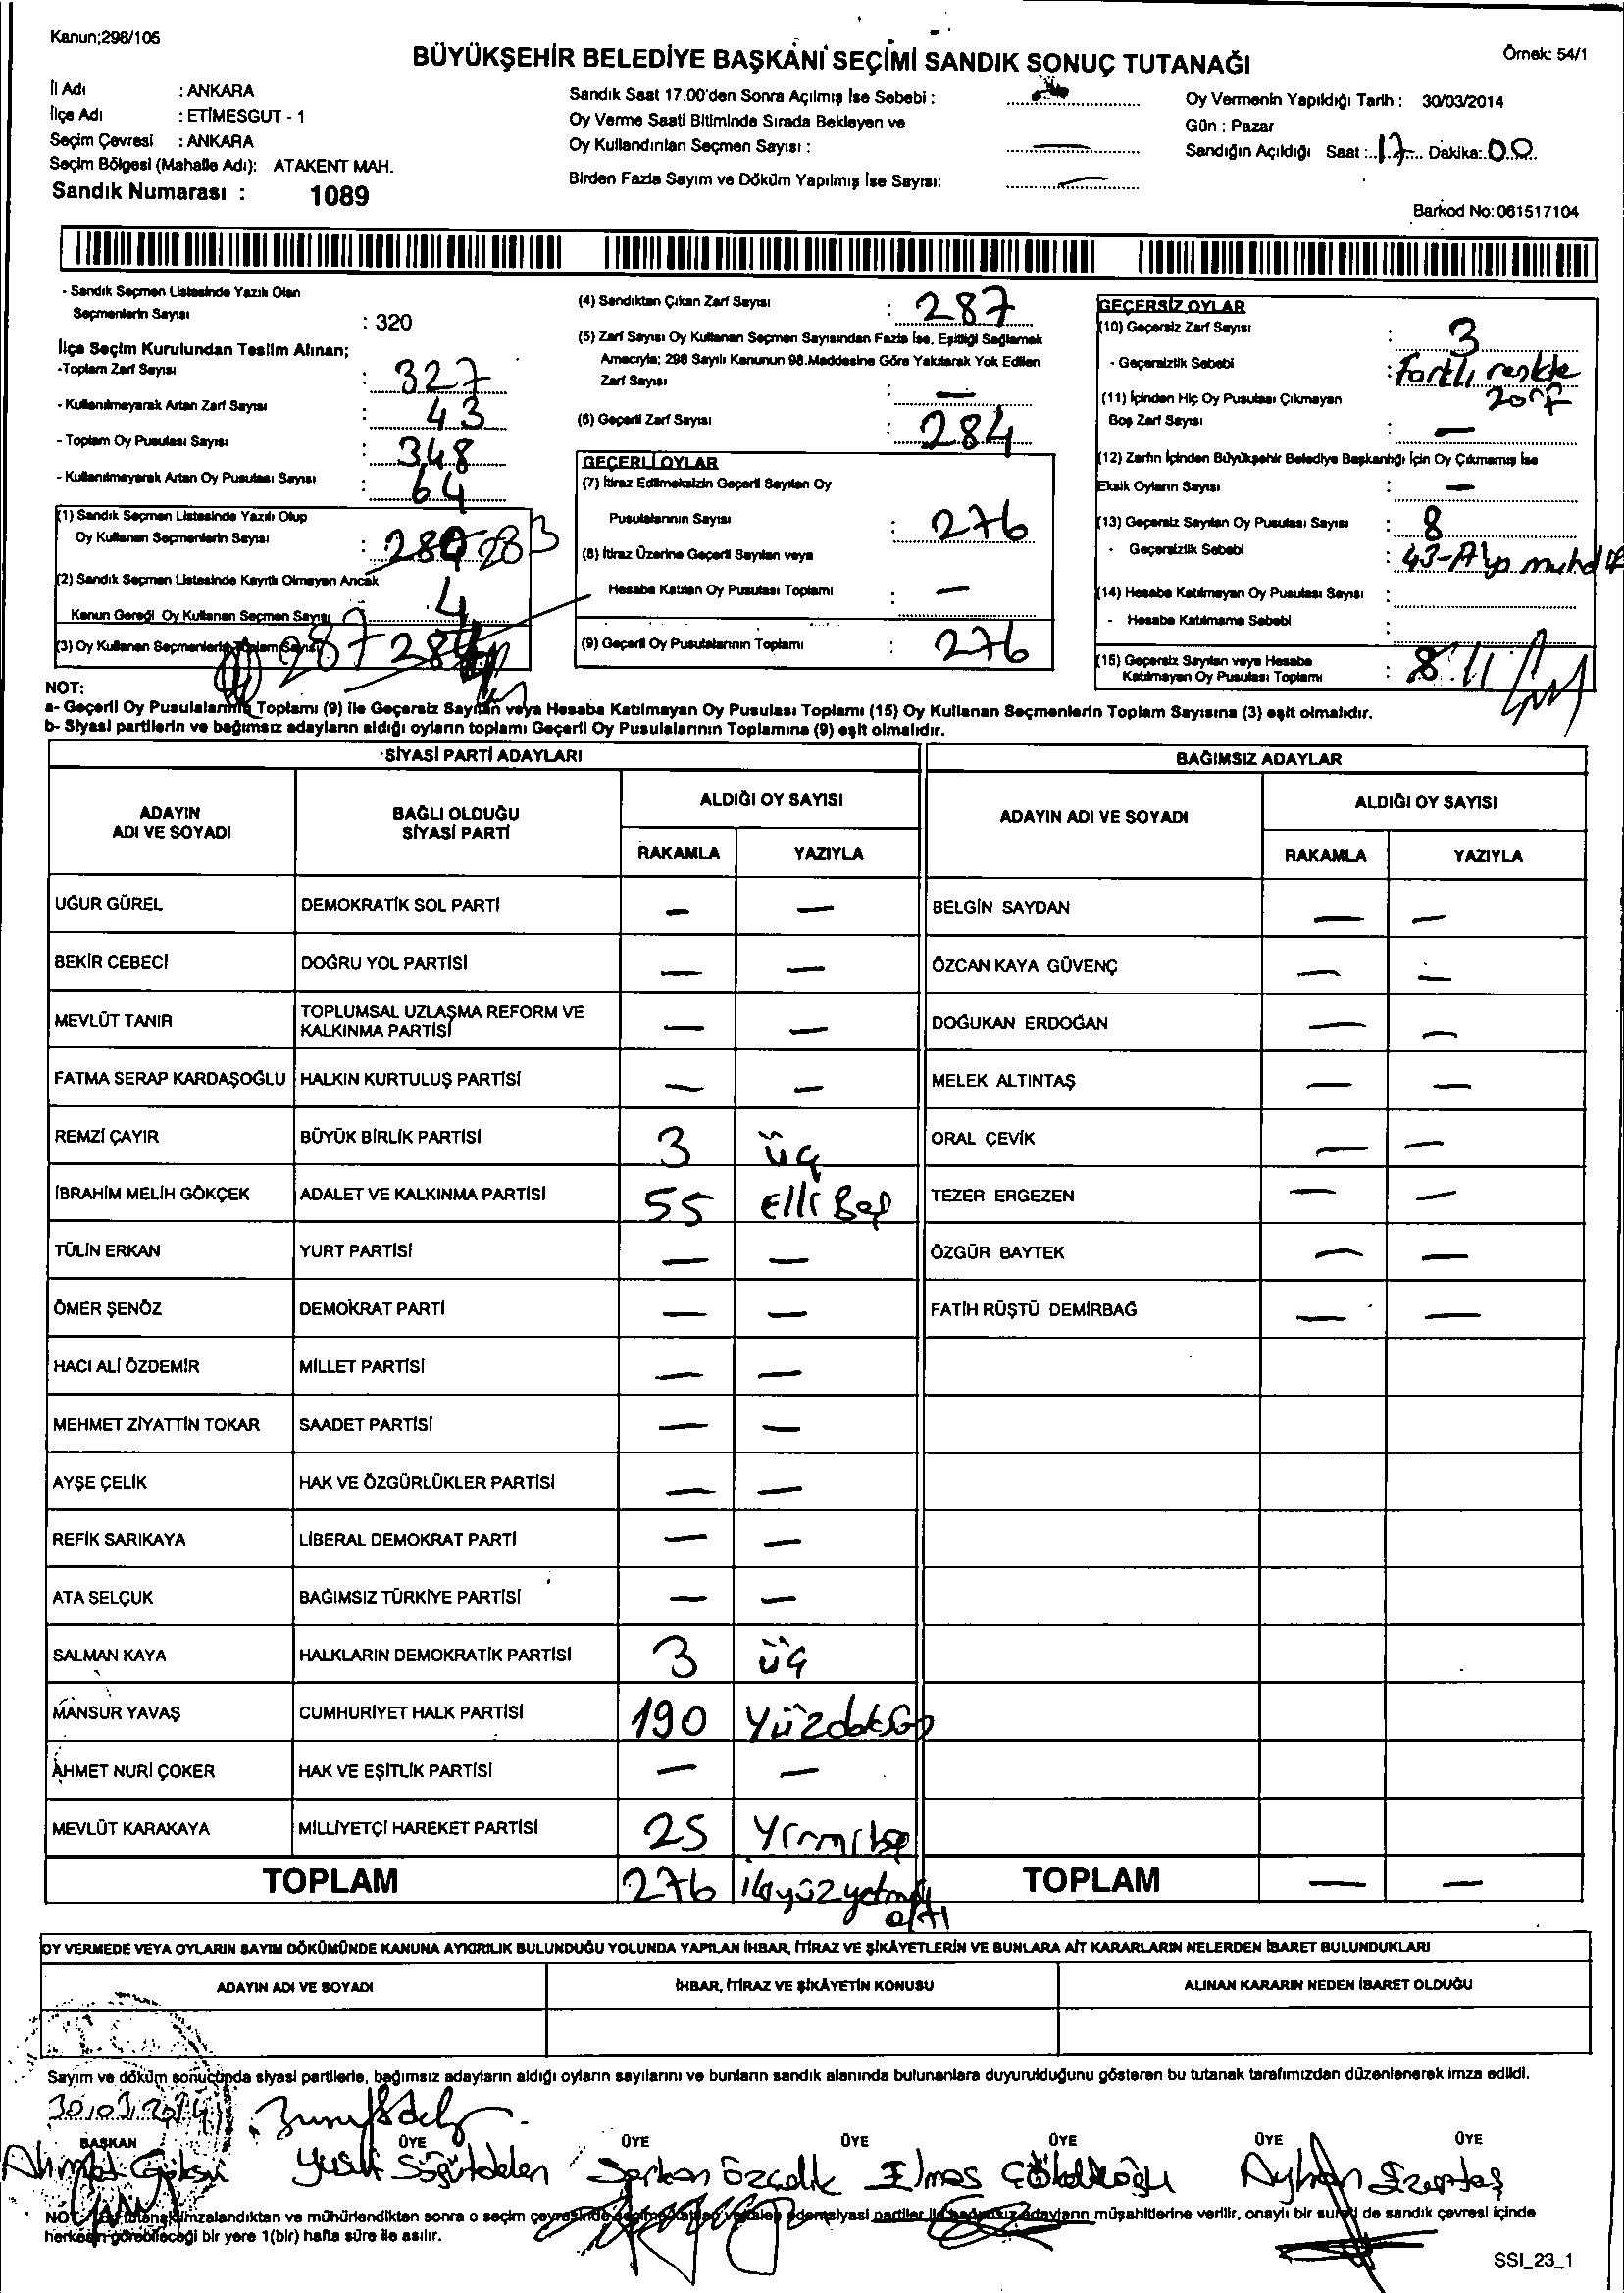 Kanun;298/105
BÜYÜKŞEHİR BELEDİYE BAŞKANI SEÇİMİ SANDIK SONUÇ TUTANAĞI
Örnek: 54/1
İl Adı : ANKARA
İlçe Adı : ETİMESGUT - 1
Seçim Çevresi : ANKARA
Seçim Bölgesi (Mahalle Adı): ATAKENT MAH.
Sandık Numarası : 1089
Sandık Saat 17.00'den Sonra Açılmış İse Sebebi :
Oy Verme Saati Bitiminde Sırada Bekleyen ve
Oy Kullandırılan Seçmen Sayısı : —
Birden Fazla Sayım ve Döküm Yapılmış İse Sayısı: —
Oy Vermenin Yapıldığı Tarih : 30/03/2014
Gün : Pazar
Sandığın Açıldığı Saat : 17 Dakika: 00
Barkod No: 061517104
- Sandık Seçmen Listesinde Yazılı Olan
Seçmenlerin Sayısı : 320
İlçe Seçim Kurulundan Teslim Alınan;
-Toplam Zarf Sayısı : 327
- Kullanılmayarak Artan Zarf Sayısı : 43
- Toplam Oy Pusulası Sayısı : 348
- Kullanılmayarak Artan Oy Pusulası Sayısı : 64
(1) Sandık Seçmen Listesinde Yazılı Olup
Oy Kullanan Seçmenlerin Sayısı : 280 283
(2) Sandık Seçmen Listesinde Kayıtlı Olmayan Ancak
Kanun Gereği Oy Kullanan Seçmen Sayısı : 4
(3) Oy Kullanan Seçmenlerin Toplam Sayısı 287 284
(4) Sandıktan Çıkan Zarf Sayısı : 287
(5) Zarf Sayısı Oy Kullanan Seçmen Sayısından Fazla İse, Eşitliği Sağlamak
Amacıyla; 298 Sayılı Kanunun 98.Maddesine Göre Yakılarak Yok Edilen
Zarf Sayısı : —
(6) Geçerli Zarf Sayısı : 284
GEÇERLİ OYLAR
(7) İtiraz Edilmeksizin Geçerli Sayılan Oy
Pusulalarının Sayısı : 276
(8) İtiraz Üzerine Geçerli Sayılan veya
Hesaba Katılan Oy Pusulası Toplamı : —
(9) Geçerli Oy Pusulalarının Toplamı : 276
GEÇERSİZ OYLAR
(10) Geçersiz Zarf Sayısı : 3
- Geçersizlik Sebebi : Farklı renkte
zarf
(11) İçinden Hiç Oy Pusulası Çıkmayan
Boş Zarf Sayısı : —
(12) Zarfın İçinden Büyükşehir Belediye Başkanlığı İçin Oy Çıkmamış İse
Eksik Oyların Sayısı : —
(13) Geçersiz Sayılan Oy Pusulası Sayısı : 8
- Geçersizlik Sebebi :
(14) Hesaba Katılmayan Oy Pusulası Sayısı :
- Hesaba Katılmama Sebebi :
(15) Geçersiz Sayılan veya Hesaba
Katılmayan Oy Pusulası Toplamı : 8 11
NOT:
a- Geçerli Oy Pusulalarının Toplamı (9) ile Geçersiz Sayılan veya Hesaba Katılmayan Oy Pusulası Toplamı (15) Oy Kullanan Seçmenlerin Toplam Sayısına (3) eşit olmalıdır.
b- Siyasi partilerin ve bağımsız adayların aldığı oyların toplamı Geçerli Oy Pusulalarının Toplamına (9) eşit olmalıdır.
SİYASİ PARTİ ADAYLARI
ADAYIN
ADI VE SOYADI
BAĞLI OLDUĞU
SİYASİ PARTİ
ALDIĞI OY SAYISI
RAKAMLA YAZIYLA
UĞUR GÜREL DEMOKRATİK SOL PARTİ — —
BEKİR CEBECİ DOĞRU YOL PARTİSİ — —
MEVLÜT TANIR TOPLUMSAL UZLAŞMA REFORM VE
KALKINMA PARTİSİ — —
FATMA SERAP KARDAŞOĞLU HALKIN KURTULUŞ PARTİSİ — —
REMZİ ÇAYIR BÜYÜK BİRLİK PARTİSİ 3 üç
İBRAHİM MELİH GÖKÇEK ADALET VE KALKINMA PARTİSİ 55 Elli Beş
TÜLİN ERKAN YURT PARTİSİ — —
ÖMER ŞENÖZ DEMOKRAT PARTİ — —
HACI ALİ ÖZDEMİR MİLLET PARTİSİ — —
MEHMET ZİYATTİN TOKAR SAADET PARTİSİ — —
AYŞE ÇELİK HAK VE ÖZGÜRLÜKLER PARTİSİ — —
REFİK SARIKAYA LİBERAL DEMOKRAT PARTİ — —
ATA SELÇUK BAĞIMSIZ TÜRKİYE PARTİSİ — —
SALMAN KAYA HALKLARIN DEMOKRATİK PARTİSİ 3 üç
MANSUR YAVAŞ CUMHURİYET HALK PARTİSİ 190 Yüzdoksan
AHMET NURİ ÇOKER HAK VE EŞİTLİK PARTİSİ — —
MEVLÜT KARAKAYA MİLLİYETÇİ HAREKET PARTİSİ 25 Yirmibeş
TOPLAM 276 ikiyüzyetmiş
altı
BAĞIMSIZ ADAYLAR
ADAYIN ADI VE SOYADI
ALDIĞI OY SAYISI
RAKAMLA YAZIYLA
BELGİN SAYDAN — —
ÖZCAN KAYA GÜVENÇ — —
DOĞUKAN ERDOĞAN — —
MELEK ALTINTAŞ — —
ORAL ÇEVİK — —
TEZER ERGEZEN — —
ÖZGÜR BAYTEK — —
FATİH RÜŞTÜ DEMİRBAĞ — —
TOPLAM — —
OY VERMEDE VEYA OYLARIN SAYIM DÖKÜMÜNDE KANUNA AYKIRILIK BULUNDUĞU YOLUNDA YAPILAN İHBAR, İTİRAZ VE ŞİKÂYETLERİN VE BUNLARA AİT KARARLARIN NELERDEN İBARET BULUNDUKLARI
ADAYIN ADI VE SOYADI
İHBAR, İTİRAZ VE ŞİKÂYETİN KONUSU
ALINAN KARARIN NEDEN İBARET OLDUĞU
Sayım ve döküm sonucunda siyasi partilerle, bağımsız adayların aldığı oyların sayılarını ve bunların sandık alanında bulunanlara duyurulduğunu gösteren bu tutanak tarafımızdan düzenlenerek imza edildi.
30/03/2014
BAŞKAN ÜYE ÜYE ÜYE ÜYE ÜYE ÜYE
Yusuf Söğütdelen Serkan Özçelik Elmas Ayhan
NOT: Bu tutanak imzalandıktan ve mühürlendikten sonra o seçim çevresinde seçime katılan siyasi partiler ile bağımsız adayların müşahitlerine verilir, onaylı bir sureti de sandık çevresi içinde
herkesin görebileceği bir yere 1(bir) hafta süre ile asılır.
SSI_23_1